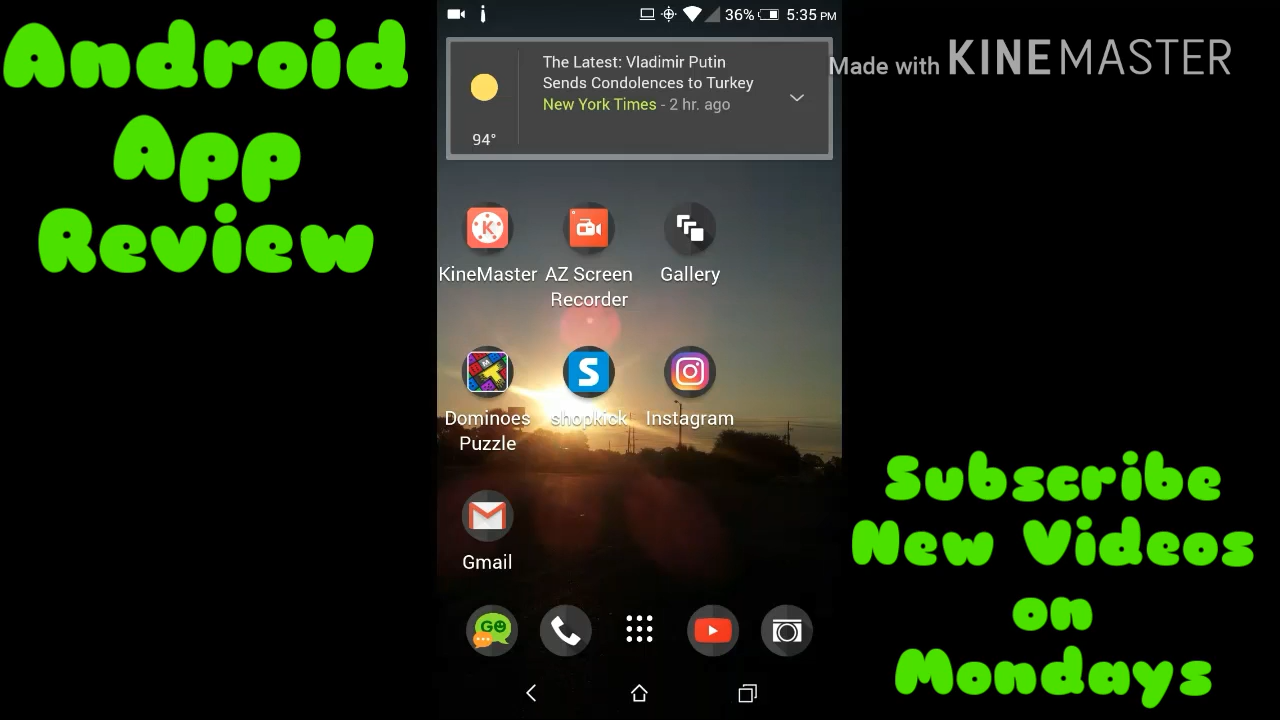 Android
App
Review
36% 5:35 PM
The Latest: Vladimir Putin
Sends Condolences to Turkey
New York Times - 2 hr. ago
94°
Made with KINEMASTER
K
KineMaster
AZ Screen
Recorder
Gallery
M
T
S
Dominoes
Puzzle
shopkick
Instagram
Gmail
GO
Subscribe
New Videos
on
Mondays